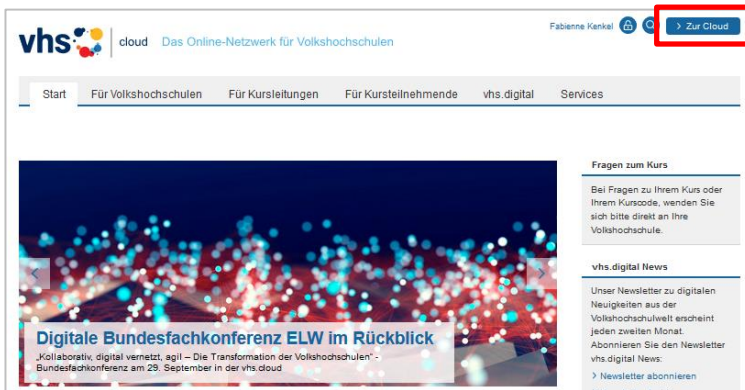 Fabienne Kenkel
> Zur Cloud
vhs cloud Das Online-Netzwerk für Volkshochschulen
Start Für Volkshochschulen Für Kursleitungen Für Kursteilnehmende vhs.digital Services
Digitale Bundesfachkonferenz ELW im Rückblick
„Kollaborativ, digital vernetzt, agil – Die Transformation der Volkshochschulen“ -
Bundesfachkonferenz am 29. September in der vhs.cloud
Fragen zum Kurs
Bei Fragen zu Ihrem Kurs oder
Ihrem Kurscode, wenden Sie
sich bitte direkt an Ihre
Volkshochschule.
vhs.digital News
Unser Newsletter zu digitalen
Neuigkeiten aus der
Volkshochschulwelt erscheint
jeden zweiten Monat.
Abonnieren Sie den Newsletter
vhs.digital News:
> Newsletter abonnieren